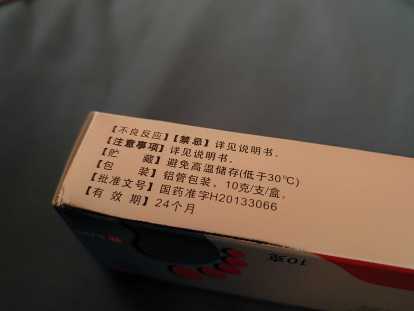 【不良反应】【禁忌】详见说明书.
【注意事项】详见说明书.
【贮 藏】避免高温储存(低于30℃)
【包 装】铝管包装，10克/支/盒。
【批准文号】国药准字H20133066
【有 效 期】24个月
10克